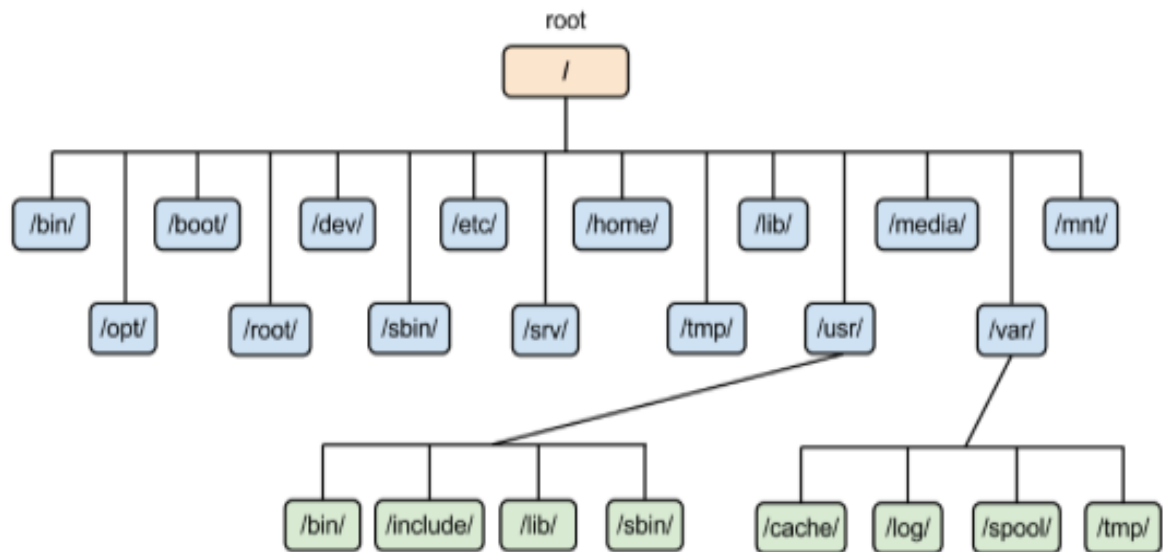 root
/
/bin/ /boot/ /dev/ /etc/ /home/ /lib/ /media/ /mnt/
/opt/ /root/ /sbin/ /srv/ /tmp/ /usr/ /var/
/bin/ /include/ /lib/ /sbin/ /cache/ /log/ /spool/ /tmp/